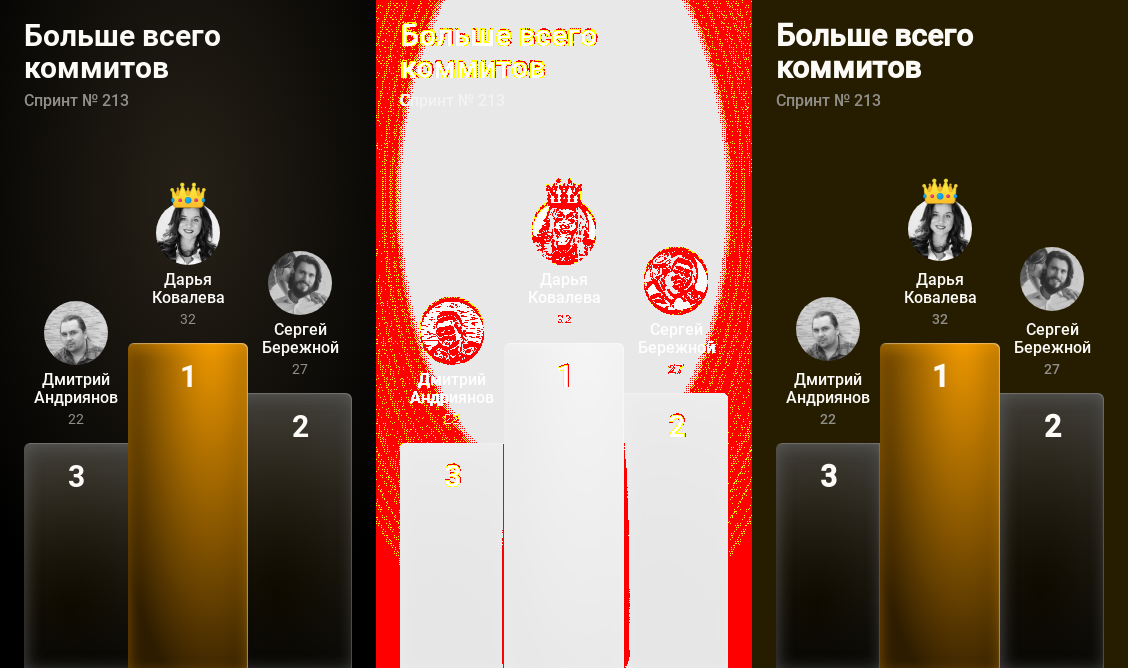 Больше всего
коммитов
Спринт № 213
Дарья
Ковалева
32
Сергей
Бережной
27
Дмитрий
Андриянов
22
1
2
3
Больше всего
коммитов
Спринт № 213
Дарья
Ковалева
32
Сергей
Бережной
27
Дмитрий
Андриянов
1
2
3
Больше всего
коммитов
Спринт № 213
Дарья
Ковалева
32
Сергей
Бережной
27
Дмитрий
Андриянов
22
1
2
3